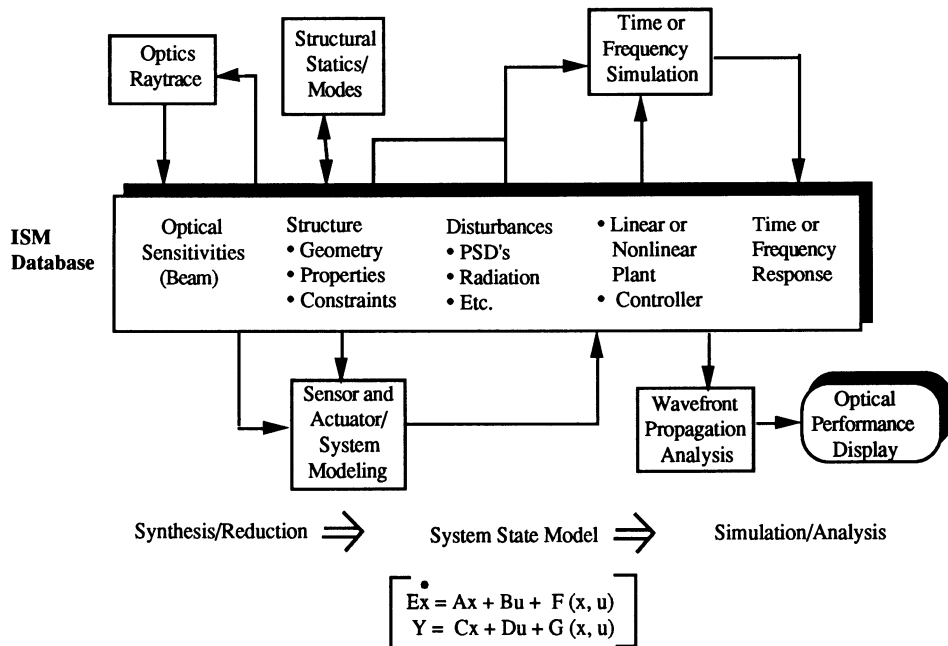 Optics
Raytrace
Structural
Statics/
Modes
Time or
Frequency
Simulation
ISM
Database
Optical
Sensitivities
(Beam)
Structure
• Geometry
• Properties
• Constraints
Disturbances
• PSD's
• Radiation
• Etc.
• Linear or
Nonlinear
Plant
• Controller
Time or
Frequency
Response
Sensor and
Actuator/
System
Modeling
Wavefront
Propagation
Analysis
Optical
Performance
Display
Synthesis/Reduction ⇒ System State Model ⇒ Simulation/Analysis
Eẋ = Ax + Bu + F (x, u)
Y = Cx + Du + G (x, u)